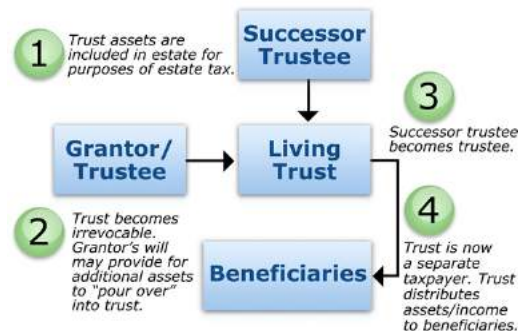 1
Trust assets are
included in estate for
purposes of estate tax.
Successor
Trustee
3
Successor trustee
becomes trustee.
Grantor/
Trustee
Living
Trust
2
Trust becomes
irrevocable.
Grantor's will
may provide for
additional assets
to "pour over"
into trust.
Beneficiaries
4
Trust is now
a separate
taxpayer. Trust
distributes
assets/income
to beneficiaries.